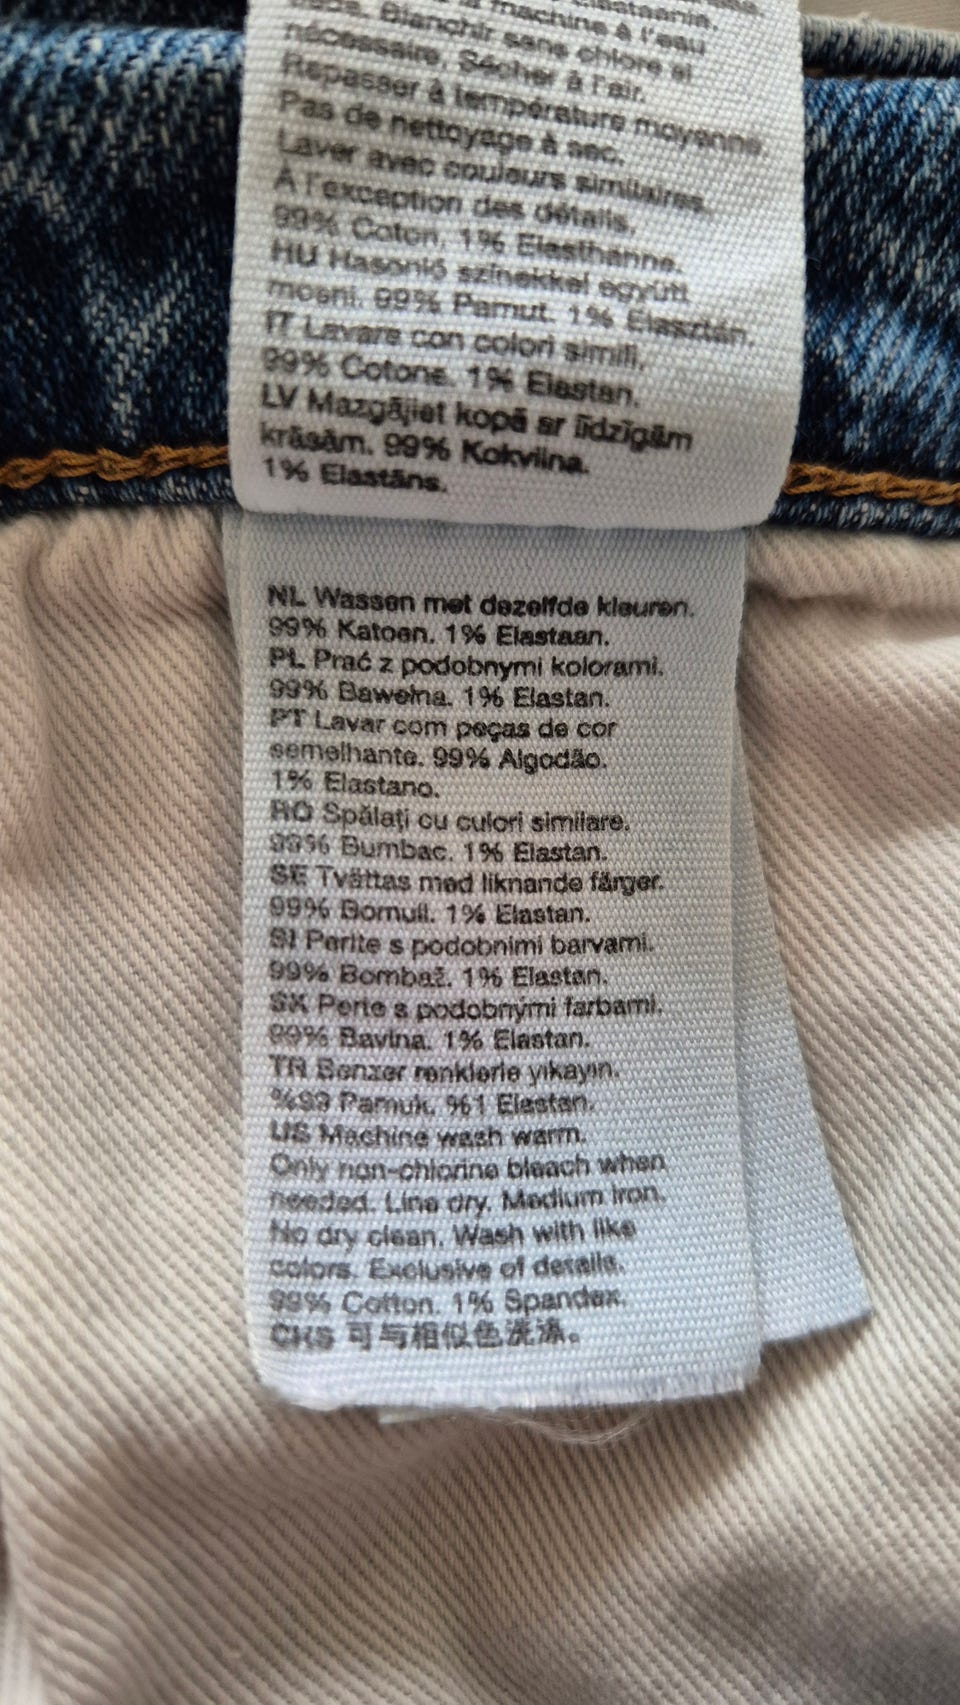 machine à l'eau
Blanchir sans chlore si
nécessaire. Sécher à l'air.
Repasser à température moyenne.
Pas de nettoyage à sec.
Laver avec couleurs similaires.
À l'exception des détails.
99% Coton. 1% Elasthanne.
HU Hasonló színekkel együtt
mosni. 99% Pamut. 1% Elasztán.
IT Lavare con colori simili.
99% Cotone. 1% Elastan.
LV Mazgājiet kopā ar līdzīgām
krāsām. 99% Kokvilna.
1% Elastāns.
NL Wassen met dezelfde kleuren.
99% Katoen. 1% Elastaan.
PL Prać z podobnymi kolorami.
99% Bawełna. 1% Elastan.
PT Lavar com peças de cor
semelhante. 99% Algodão.
1% Elastano.
RO Spălați cu culori similare.
99% Bumbac. 1% Elastan.
SE Tvättas med liknande färger.
99% Bomull. 1% Elastan.
SI Perite s podobnimi barvami.
99% Bombaž. 1% Elastan.
SK Perte s podobnými farbami.
99% Bavlna. 1% Elastan.
TR Benzer renklerle yıkayın.
%99 Pamuk. %1 Elastan.
US Machine wash warm.
Only non-chlorine bleach when
needed. Line dry. Medium iron.
No dry clean. Wash with like
colors. Exclusive of details.
99% Cotton. 1% Spandex.
CHS 可与相似色洗涤。